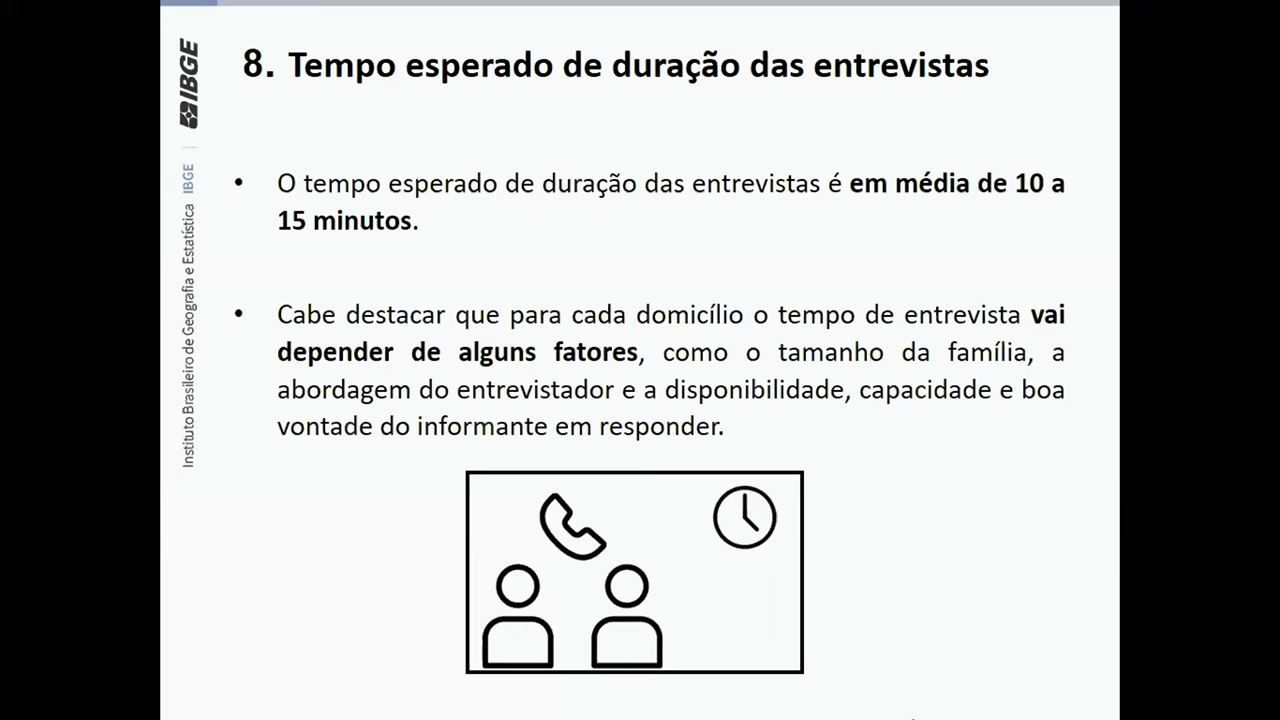 8. Tempo esperado de duração das entrevistas
• O tempo esperado de duração das entrevistas é em média de 10 a
15 minutos.
• Cabe destacar que para cada domicílio o tempo de entrevista vai
depender de alguns fatores, como o tamanho da família, a
abordagem do entrevistador e a disponibilidade, capacidade e boa
vontade do informante em responder.
IBGE
Instituto Brasileiro de Geografia e Estatística IBGE